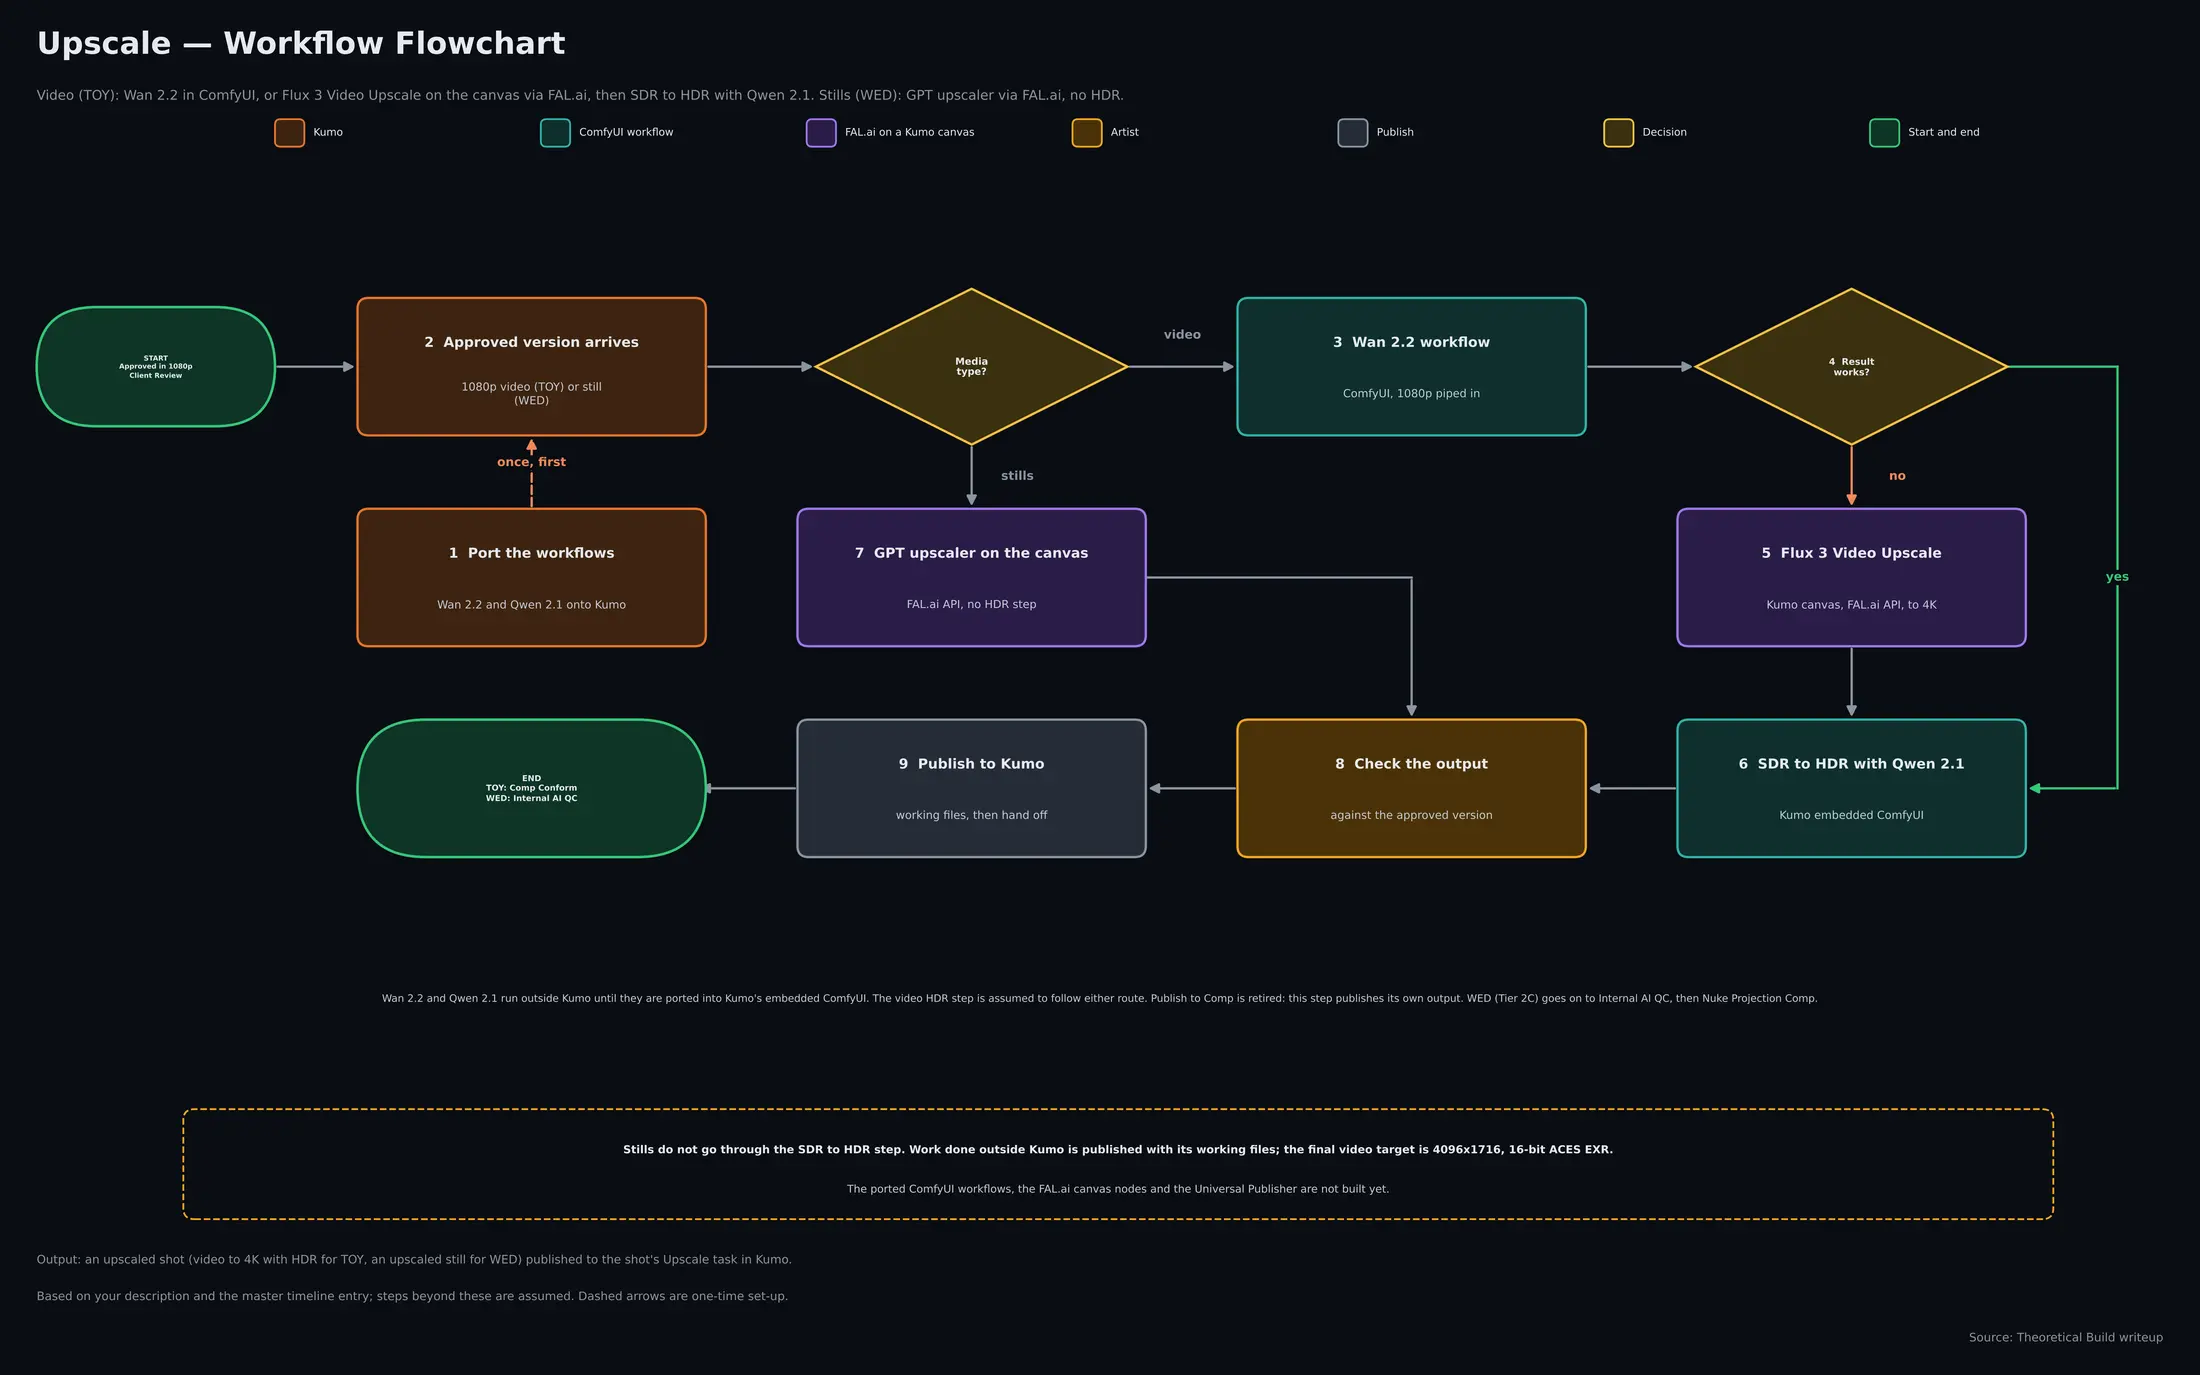 Upscale — Workflow Flowchart
Video (TOY): Wan 2.2 in ComfyUI, or Flux 3 Video Upscale on the canvas via FAL.ai, then SDR to HDR with Qwen 2.1. Stills (WED): GPT upscaler via FAL.ai, no HDR.
Kumo
ComfyUI workflow
FAL.ai on a Kumo canvas
Artist
Publish
Decision
Start and end
START
Approved in 1080p
Client Review
2 Approved version arrives
1080p video (TOY) or still
(WED)
Media
type?
video
3 Wan 2.2 workflow
ComfyUI, 1080p piped in
4 Result
works?
once, first
stills
no
1 Port the workflows
Wan 2.2 and Qwen 2.1 onto Kumo
7 GPT upscaler on the canvas
FAL.ai API, no HDR step
5 Flux 3 Video Upscale
Kumo canvas, FAL.ai API, to 4K
yes
END
TOY: Comp Conform
WED: Internal AI QC
9 Publish to Kumo
working files, then hand off
8 Check the output
against the approved version
6 SDR to HDR with Qwen 2.1
Kumo embedded ComfyUI
Wan 2.2 and Qwen 2.1 run outside Kumo until they are ported into Kumo's embedded ComfyUI. The video HDR step is assumed to follow either route. Publish to Comp is retired: this step publishes its own output. WED (Tier 2C) goes on to Internal AI QC, then Nuke Projection Comp.
Stills do not go through the SDR to HDR step. Work done outside Kumo is published with its working files; the final video target is 4096x1716, 16-bit ACES EXR.
The ported ComfyUI workflows, the FAL.ai canvas nodes and the Universal Publisher are not built yet.
Output: an upscaled shot (video to 4K with HDR for TOY, an upscaled still for WED) published to the shot's Upscale task in Kumo.
Based on your description and the master timeline entry; steps beyond these are assumed. Dashed arrows are one-time set-up.
Source: Theoretical Build writeup